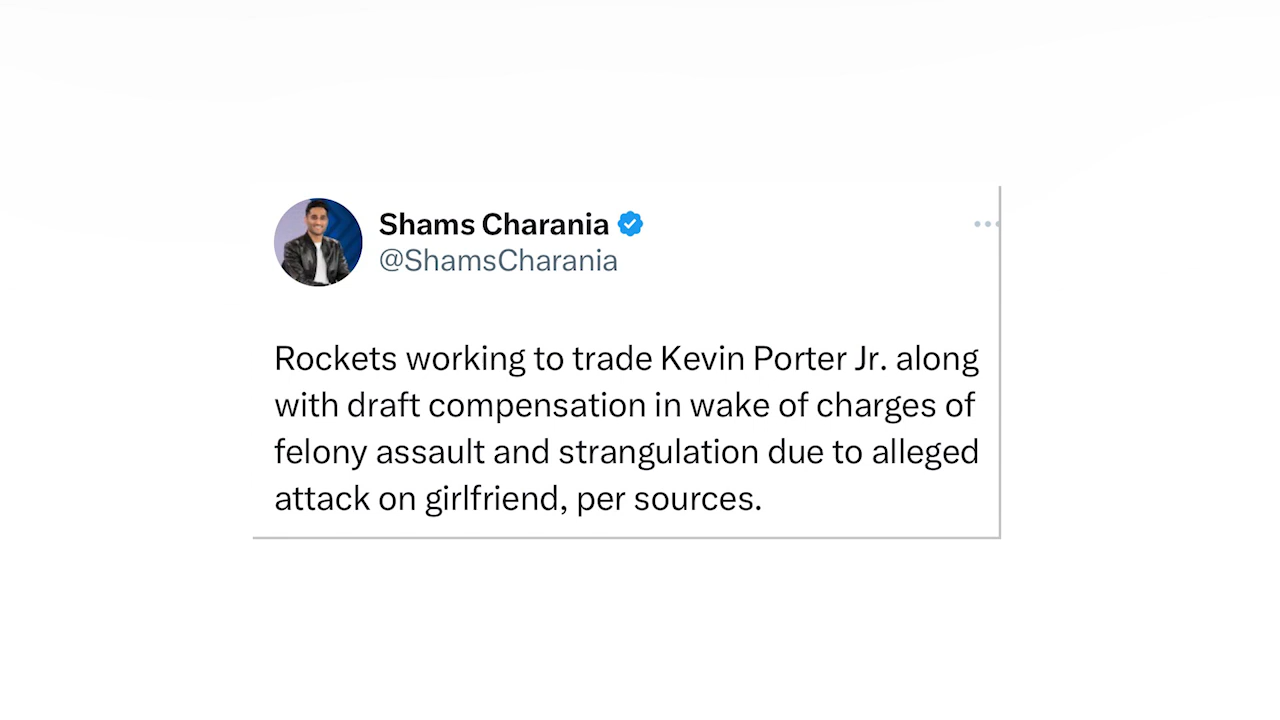 Shams Charania
@ShamsCharania
Rockets working to trade Kevin Porter Jr. along
with draft compensation in wake of charges of
felony assault and strangulation due to alleged
attack on girlfriend, per sources.